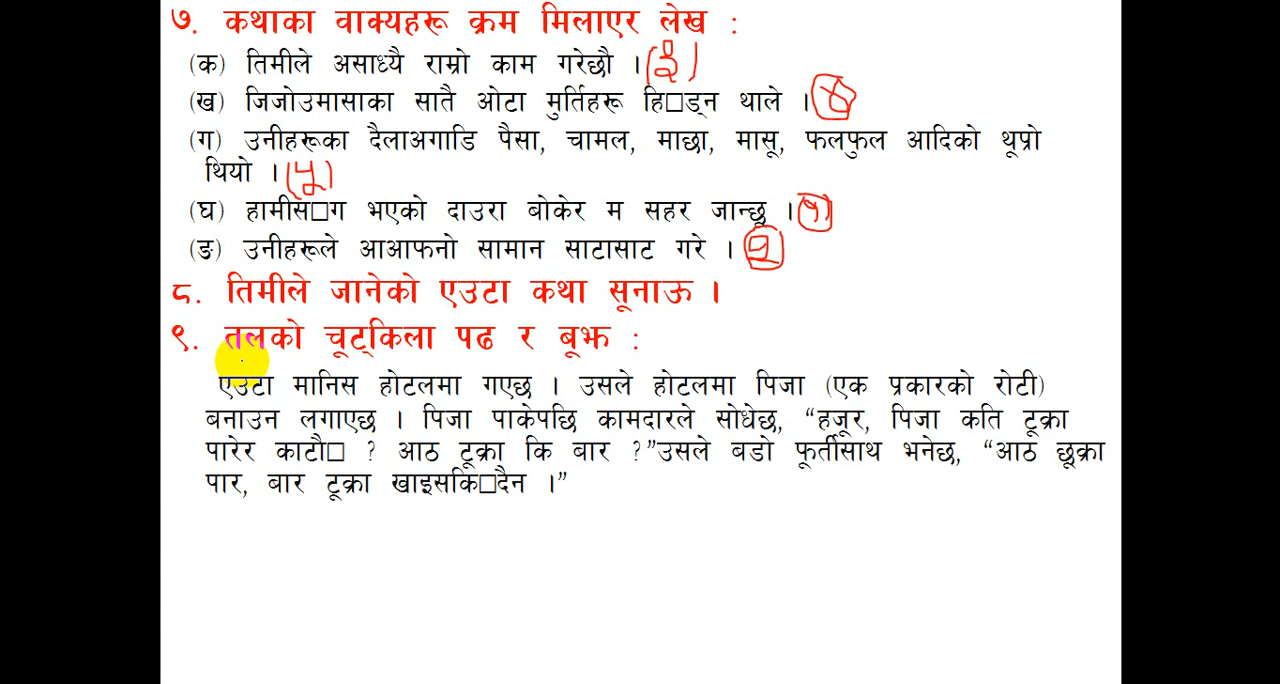 ७. कथाका वाक्यहरू क्रम मिलाएर लेख :
(क) तिमीले असाध्यै राम्रो काम गरेछौ । (३)
(ख) जिजोउमासाका सातै ओटा मुर्तिहरू हि□ड्न थाले ।
(ग) उनीहरूका दैलाअगाडि पैसा, चामल, माछा, मासू, फलफुल आदिको थूप्रो
थियो ।
(घ) हामीस□ग भएको दाउरा बोकेर म सहर जान्छू ।
(ङ) उनीहरूले आआफनो सामान साटासाट गरे ।
८. तिमीले जानेको एउटा कथा सूनाऊ ।
९. तलको चूट्किला पढ र बूझ :
एउटा मानिस होटलमा गएछ । उसले होटलमा पिजा (एक प्रकारको रोटी)
बनाउन लगाएछ । पिजा पाकेपछि कामदारले सोधेछ, “हजूर, पिजा कति टूक्रा
पारेर काटौ□ ? आठ टूक्रा कि बार ?”उसले बडो फूर्तीसाथ भनेछ, “आठ छूक्रा
पार, बार टूक्रा खाइसकि□दैन ।”